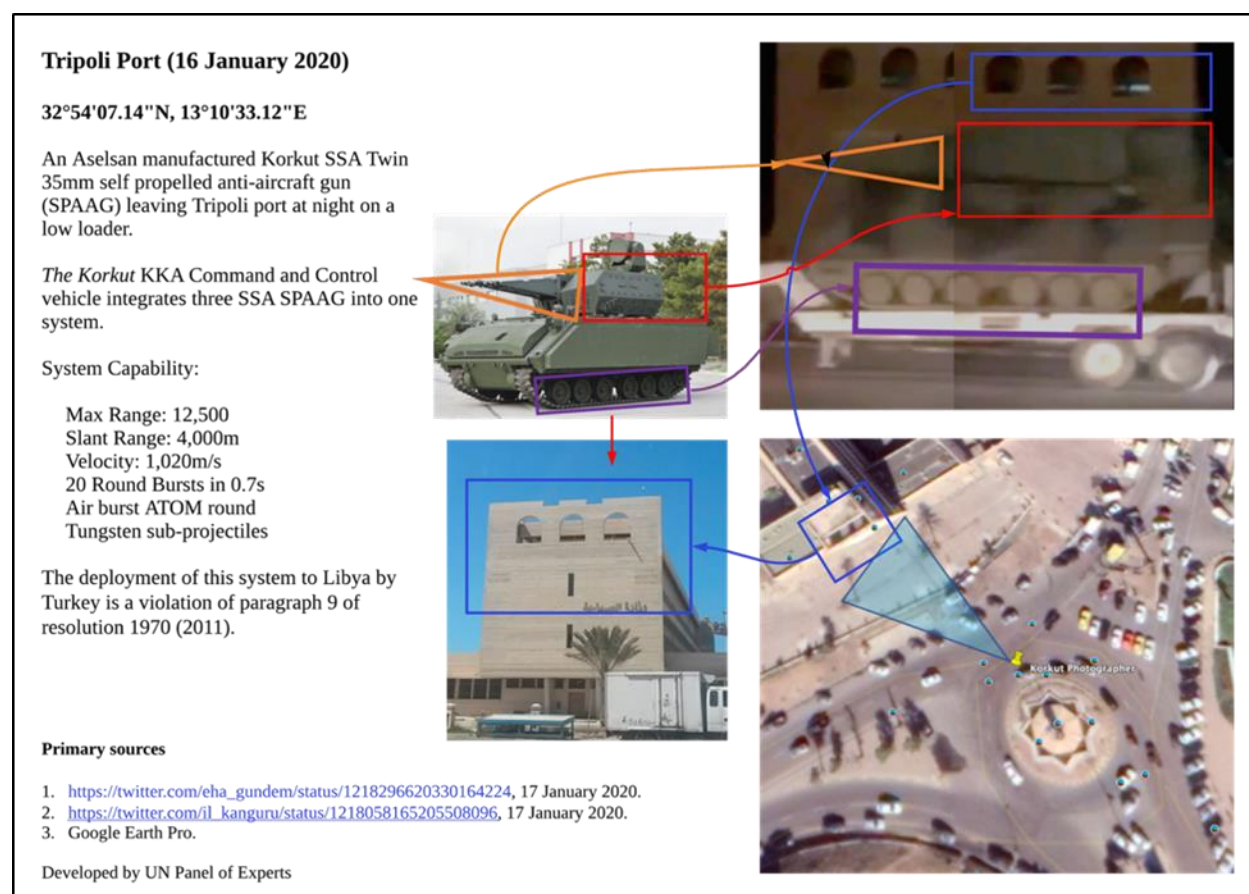 Tripoli Port (16 January 2020)
32°54'07.14"N, 13°10'33.12"E
An Aselsan manufactured Korkut SSA Twin
35mm self propelled anti-aircraft gun
(SPAAG) leaving Tripoli port at night on a
low loader.
The Korkut KKA Command and Control
vehicle integrates three SSA SPAAG into one
system.
System Capability:
Max Range: 12,500
Slant Range: 4,000m
Velocity: 1,020m/s
20 Round Bursts in 0.7s
Air burst ATOM round
Tungsten sub-projectiles
The deployment of this system to Libya by
Turkey is a violation of paragraph 9 of
resolution 1970 (2011).
Korkut Photographer
Primary sources
1. https://twitter.com/eha_gundem/status/1218296620330164224, 17 January 2020.
2. https://twitter.com/il_kanguru/status/1218058165205508096, 17 January 2020.
3. Google Earth Pro.
Developed by UN Panel of Experts